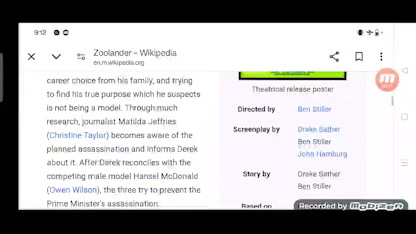 9:12
Zoolander – Wikipedia
en.m.wikipedia.org
career choice from his family, and trying
to find his true purpose which he suspects
is not being a model. Through much
research, journalist Matilda Jeffries
(Christine Taylor) becomes aware of the
planned assassination and informs Derek
about it. After Derek reconciles with the
competing male model Hansel McDonald
(Owen Wilson), the three try to prevent the
Prime Minister's assassination.
Theatrical release poster
Directed by Ben Stiller
Screenplay by Drake Sather
Ben Stiller
John Hamburg
Story by Drake Sather
Ben Stiller
Based on
Recorded by MOBIZEN